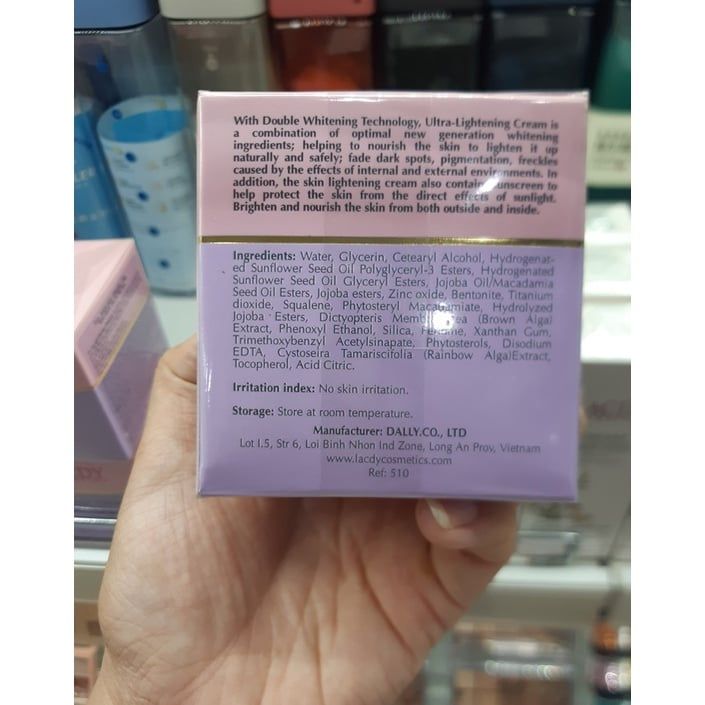 With Double Whitening Technology, Ultra-Lightening Cream is
a combination of optimal new generation whitening
ingredients; helping to nourish the skin to lighten it up
naturally and safely; fade dark spots, pigmentation, freckles
caused by the effects of internal and external environments. In
addition, the skin lightening cream also contains sunscreen to
help protect the skin from the direct effects of sunlight.
Brighten and nourish the skin from both outside and inside.
Ingredients: Water, Glycerin, Cetearyl Alcohol, Hydrogenat-
ed Sunflower Seed Oil Polyglyceryl-3 Esters, Hydrogenated
Sunflower Seed Oil Glyceryl Esters, Jojoba Oil/Macadamia
Seed Oil Esters, Jojoba esters, Zinc oxide, Bentonite, Titanium
dioxide, Squalene, Phytosteryl Macadamiate, Hydrolyzed
Jojoba Esters, Dictyopteris (Brown Alga)
Extract, Phenoxyl Ethanol, Silica, Xanthan Gum,
Trimethoxybenzyl Acetylsinapate, Phytosterols, Disodium
EDTA, Cystoseira Tamariscifolia (Rainbow Alga)Extract,
Tocopherol, Acid Citric.
Irritation index: No skin irritation.
Storage: Store at room temperature.
Manufacturer: DALLY.CO., LTD
Lot I.5, Str 6, Loi Binh Nhon Ind Zone, Long An Prov, Vietnam
www.lacdycosmetics.com
Ref: 510